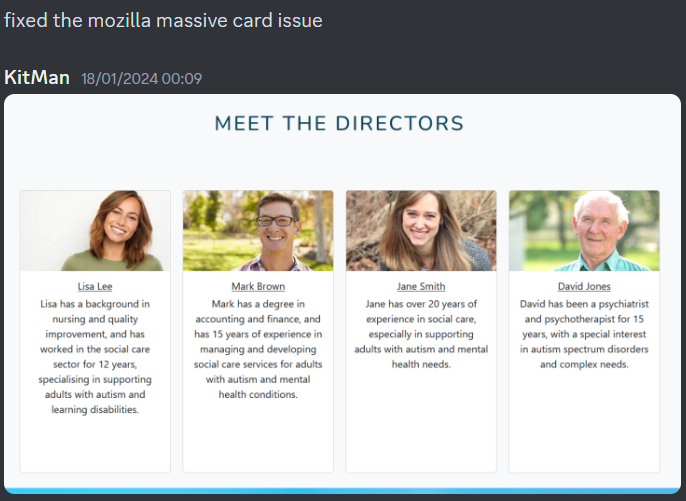 fixed the mozilla massive card issue
KitMan 18/01/2024 00:09
MEET THE DIRECTORS
Lisa Lee
Lisa has a background in
nursing and quality
improvement, and has
worked in the social care
sector for 12 years,
specialising in supporting
adults with autism and
learning disabilities.
Mark Brown
Mark has a degree in
accounting and finance, and
has 15 years of experience in
managing and developing
social care services for adults
with autism and mental
health conditions.
Jane Smith
Jane has over 20 years of
experience in social care,
especially in supporting
adults with autism and mental
health needs.
David Jones
David has been a psychiatrist
and psychotherapist for 15
years, with a special interest
in autism spectrum disorders
and complex needs.